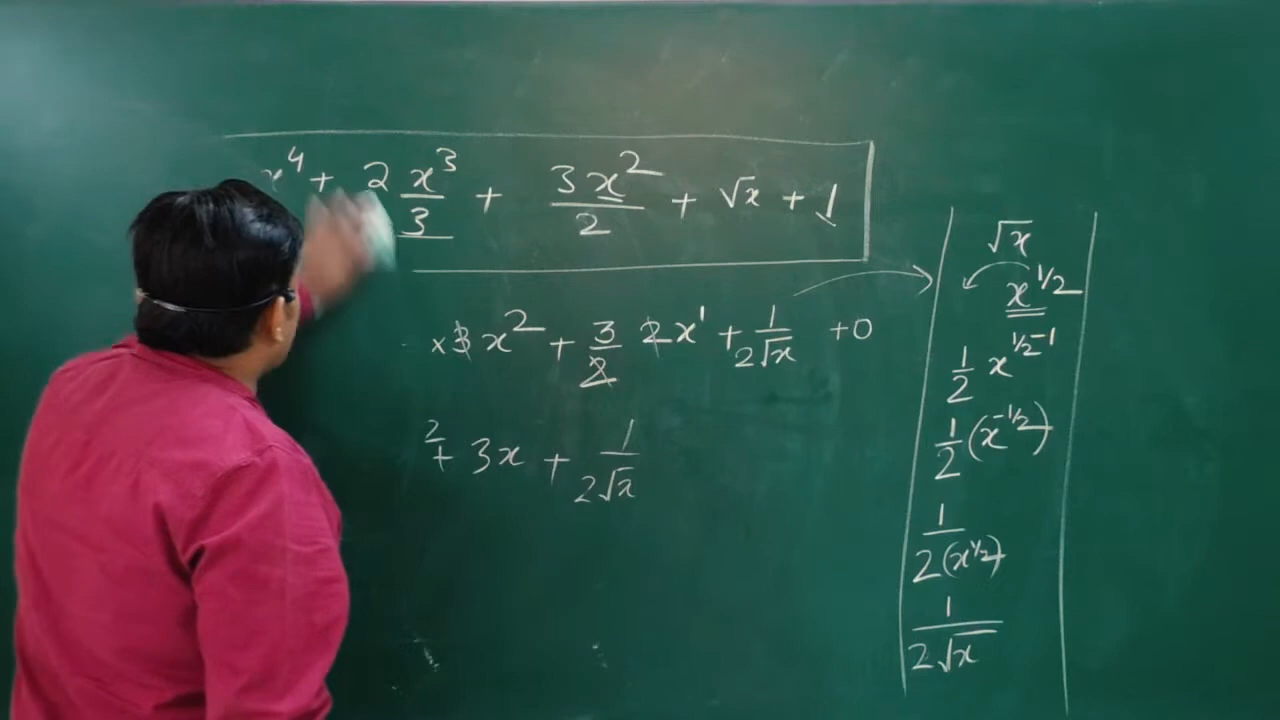 x⁴ + 2x³/3 + 3x²/2 + √x + 1
×3 x² + 3/2 2x¹ + 1/(2√x) + 0
² + 3x + 1/(2√x)
√x
x^(1/2)
1/2 x^(1/2-1)
1/2 (x^(-1/2))
1/(2(x^(1/2)))
1/(2√x)